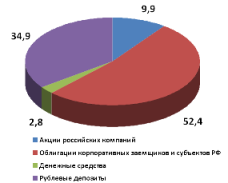 9,9
34,9
2,8
52,4
Акции российских компаний
Облигации корпоративных заемщиков и субъектов РФ
Денежные средства
Рублевые депозиты